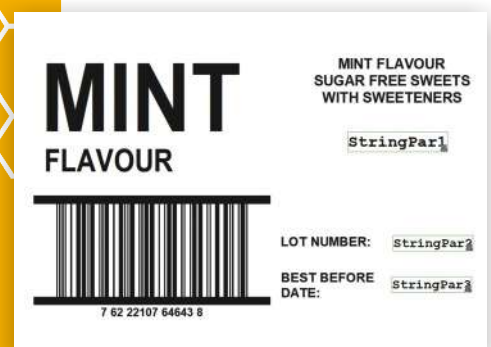 MINT
FLAVOUR
MINT FLAVOUR
SUGAR FREE SWEETS
WITH SWEETENERS
StringPar1
LOT NUMBER: StringPar2
BEST BEFORE
DATE: StringPar3
7 62 22107 64643 8